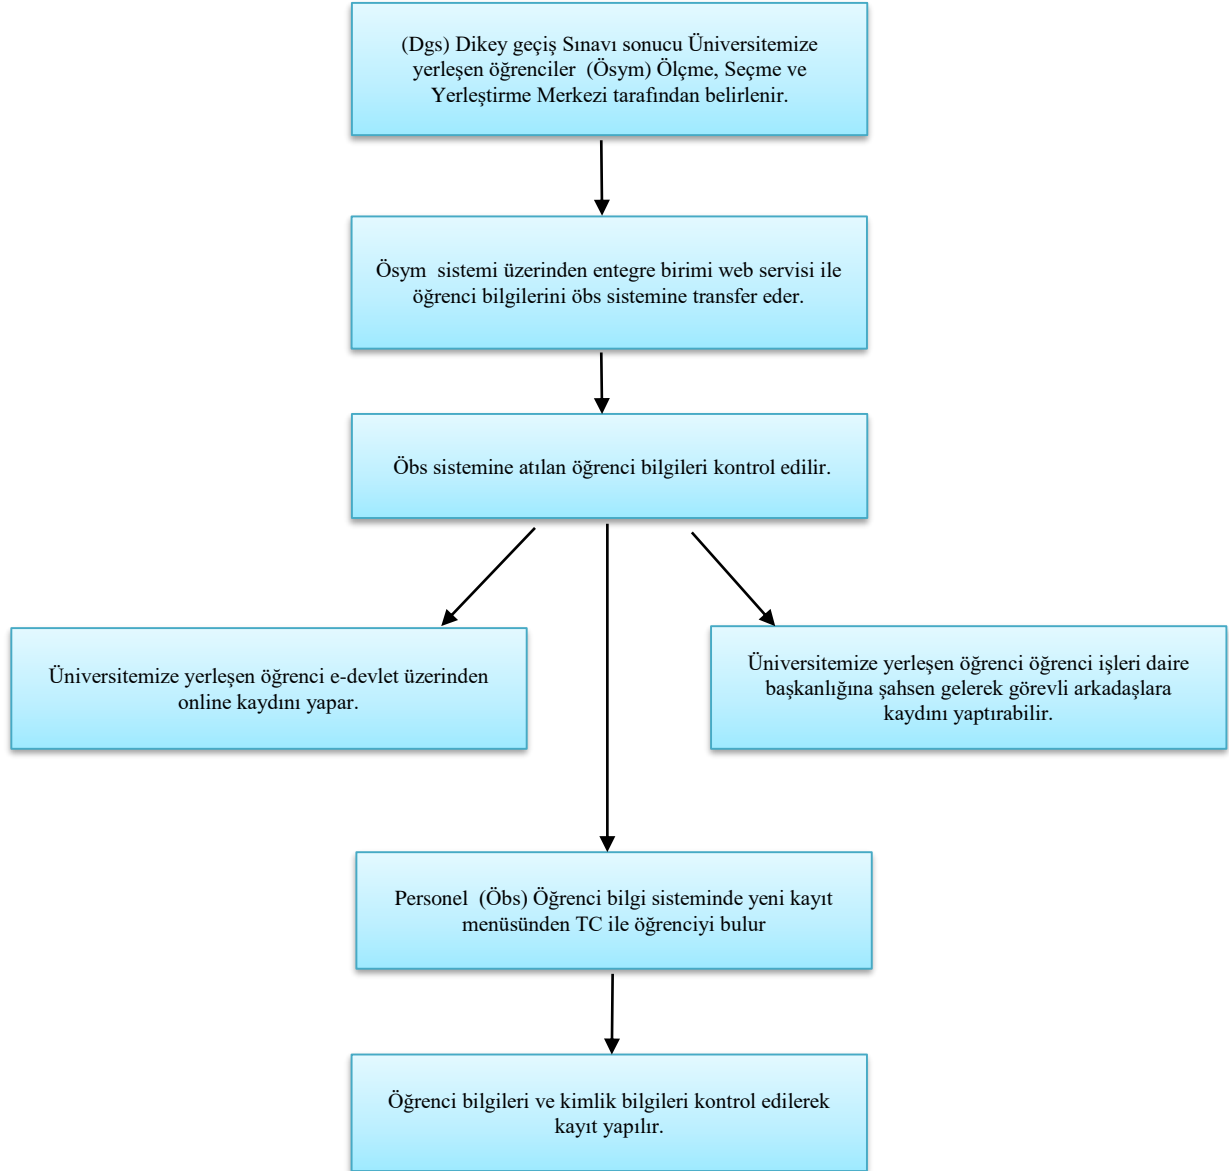 (Dgs) Dikey geçiş Sınavı sonucu Üniversitemize
yerleşen öğrenciler (Ösym) Ölçme, Seçme ve
Yerleştirme Merkezi tarafından belirlenir.
Ösym sistemi üzerinden entegre birimi web servisi ile
öğrenci bilgilerini öbs sistemine transfer eder.
Öbs sistemine atılan öğrenci bilgileri kontrol edilir.
Üniversitemize yerleşen öğrenci e-devlet üzerinden
online kaydını yapar.
Üniversitemize yerleşen öğrenci öğrenci işleri daire
başkanlığına şahsen gelerek görevli arkadaşlara
kaydını yaptırabilir.
Personel (Öbs) Öğrenci bilgi sisteminde yeni kayıt
menüsünden TC ile öğrenciyi bulur
Öğrenci bilgileri ve kimlik bilgileri kontrol edilerek
kayıt yapılır.